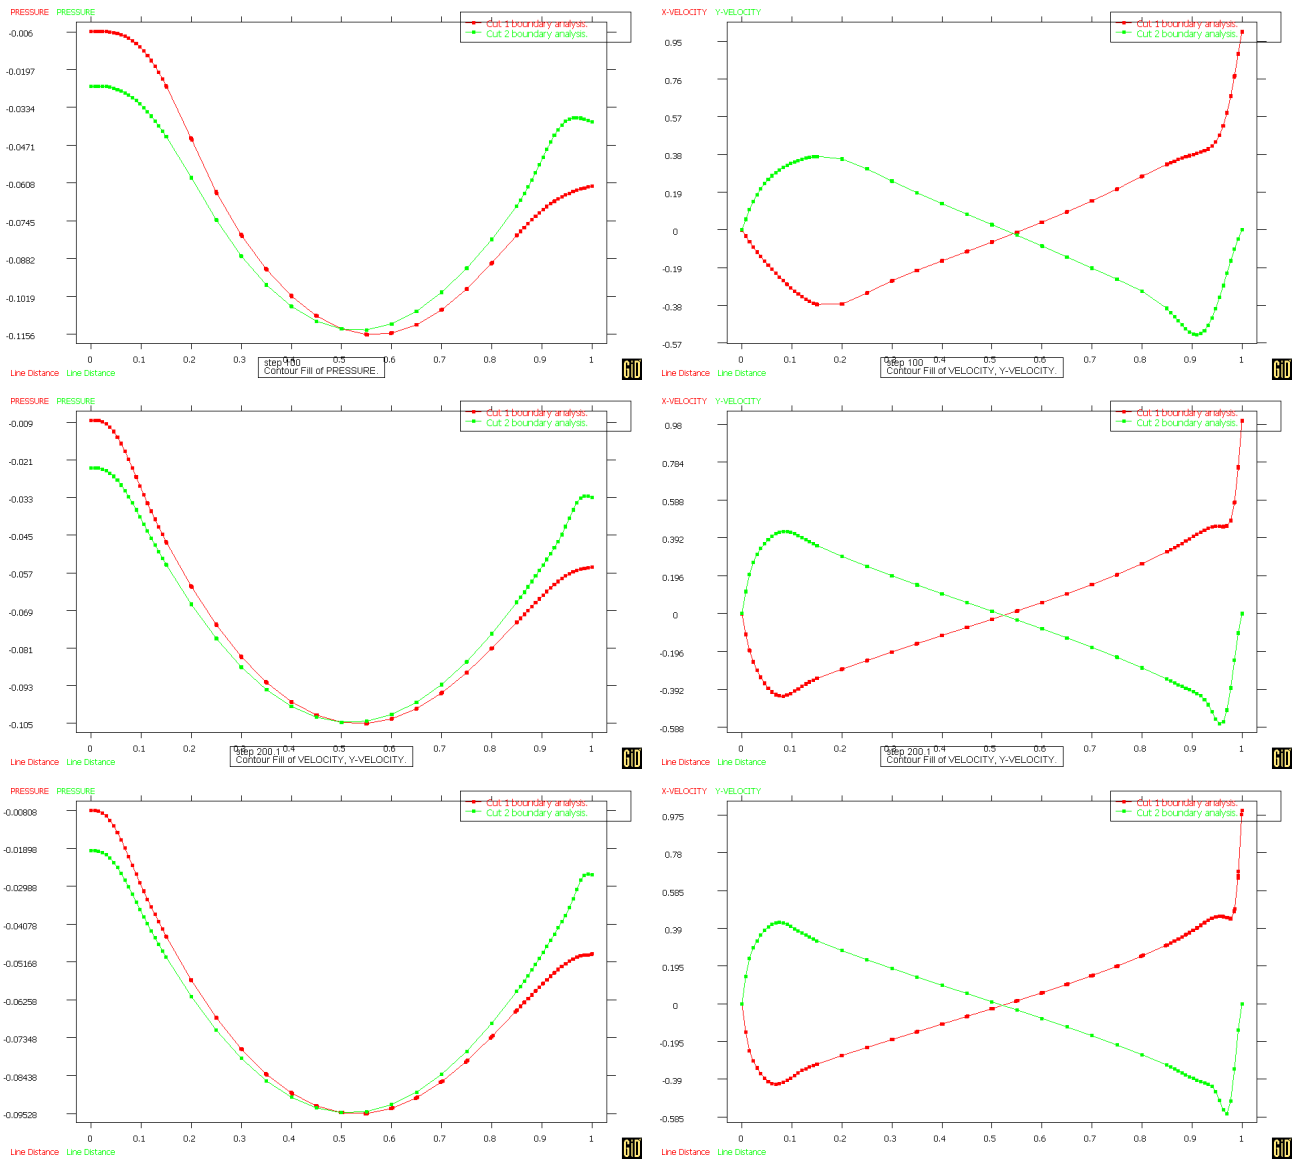 PRESSURE PRESSURE
Cut 1 boundary analysis.
Cut 2 boundary analysis.
-0.006
-0.0197
-0.0334
-0.0471
-0.0608
-0.0745
-0.0882
-0.1019
-0.1156
0 0.1 0.2 0.3 0.4 0.5 0.6 0.7 0.8 0.9 1
step 100
Contour Fill of PRESSURE.
Line Distance Line Distance
GiD
X-VELOCITY Y-VELOCITY
Cut 1 boundary analysis.
Cut 2 boundary analysis.
0.95
0.76
0.57
0.38
0.19
0
-0.19
-0.38
-0.57
0 0.1 0.2 0.3 0.4 0.5 0.6 0.7 0.8 0.9 1
step 100
Contour Fill of VELOCITY, Y-VELOCITY.
Line Distance Line Distance
GiD
PRESSURE PRESSURE
Cut 1 boundary analysis.
Cut 2 boundary analysis.
-0.009
-0.021
-0.033
-0.045
-0.057
-0.069
-0.081
-0.093
-0.105
0 0.1 0.2 0.3 0.4 0.5 0.6 0.7 0.8 0.9 1
step 200.1
Contour Fill of VELOCITY, Y-VELOCITY.
Line Distance Line Distance
GiD
X-VELOCITY Y-VELOCITY
Cut 1 boundary analysis.
Cut 2 boundary analysis.
0.98
0.784
0.588
0.392
0.196
0
-0.196
-0.392
-0.588
0 0.1 0.2 0.3 0.4 0.5 0.6 0.7 0.8 0.9 1
step 200.1
Contour Fill of VELOCITY, Y-VELOCITY.
Line Distance Line Distance
GiD
PRESSURE PRESSURE
Cut 1 boundary analysis.
Cut 2 boundary analysis.
-0.00808
-0.01898
-0.02988
-0.04078
-0.05168
-0.06258
-0.07348
-0.08438
-0.09528
0 0.1 0.2 0.3 0.4 0.5 0.6 0.7 0.8 0.9 1
Line Distance Line Distance
GiD
X-VELOCITY Y-VELOCITY
Cut 1 boundary analysis.
Cut 2 boundary analysis.
0.975
0.78
0.585
0.39
0.195
0
-0.195
-0.39
-0.585
0 0.1 0.2 0.3 0.4 0.5 0.6 0.7 0.8 0.9 1
Line Distance Line Distance
GiD